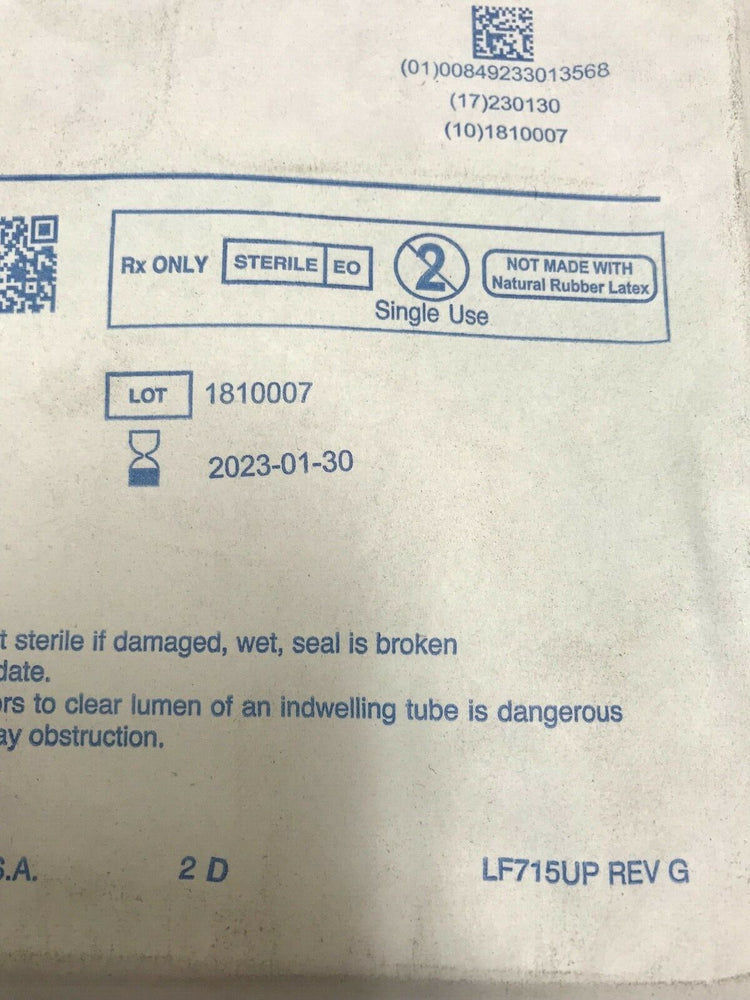 (01)00849233013568
(17)230130
(10)1810007
Rx ONLY STERILE EO 2 NOT MADE WITH
Natural Rubber Latex
Single Use
LOT 1810007
2023-01-30
t sterile if damaged, wet, seal is broken
date.
ors to clear lumen of an indwelling tube is dangerous
ay obstruction.
S.A. 2 D LF715UP REV G